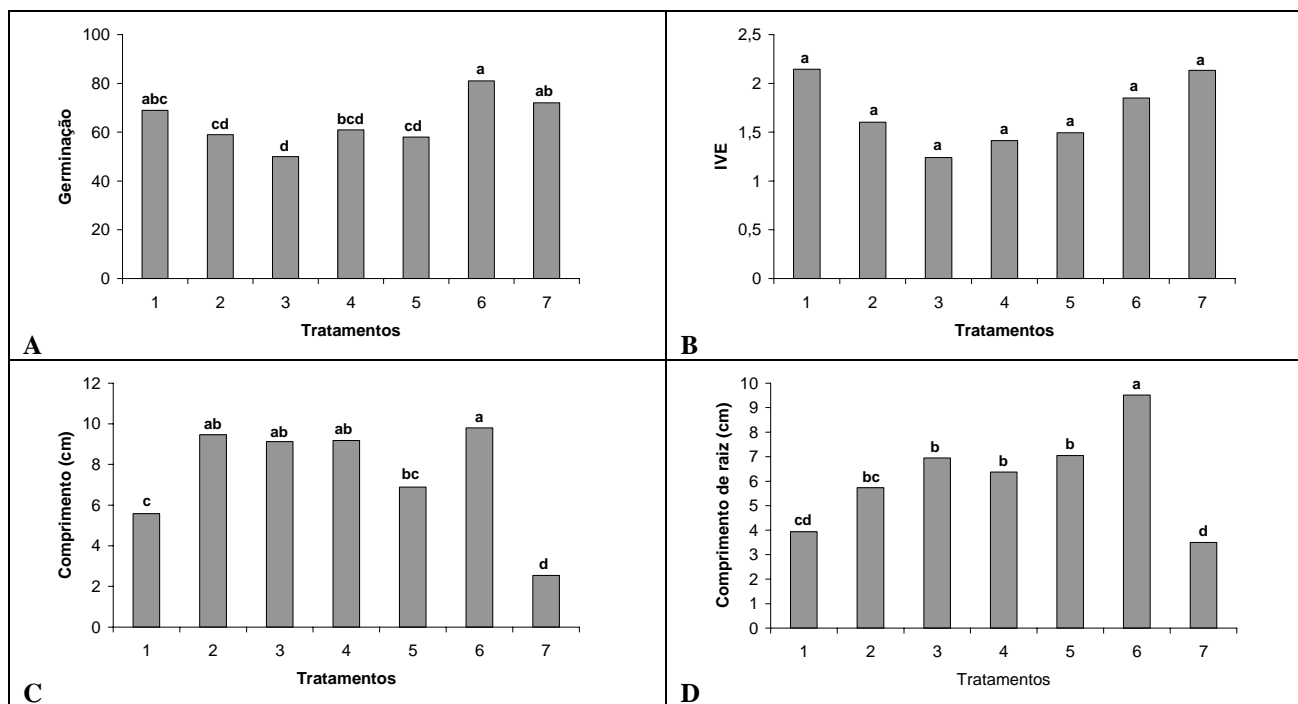 100
80
60
40
20
0
Germinação
abc
cd
d
bcd
cd
a
ab
1 2 3 4 5 6 7
Tratamentos
A
2,5
2
1,5
1
0,5
0
IVE
a
a
a
a
a
a
a
1 2 3 4 5 6 7
Tratamentos
B
12
10
8
6
4
2
0
Comprimento (cm)
c
ab
ab
ab
bc
a
d
1 2 3 4 5 6 7
Tratamentos
C
10
9
8
7
6
5
4
3
2
1
0
Comprimento de raiz (cm)
cd
bc
b
b
b
a
d
1 2 3 4 5 6 7
Tratamentos
D